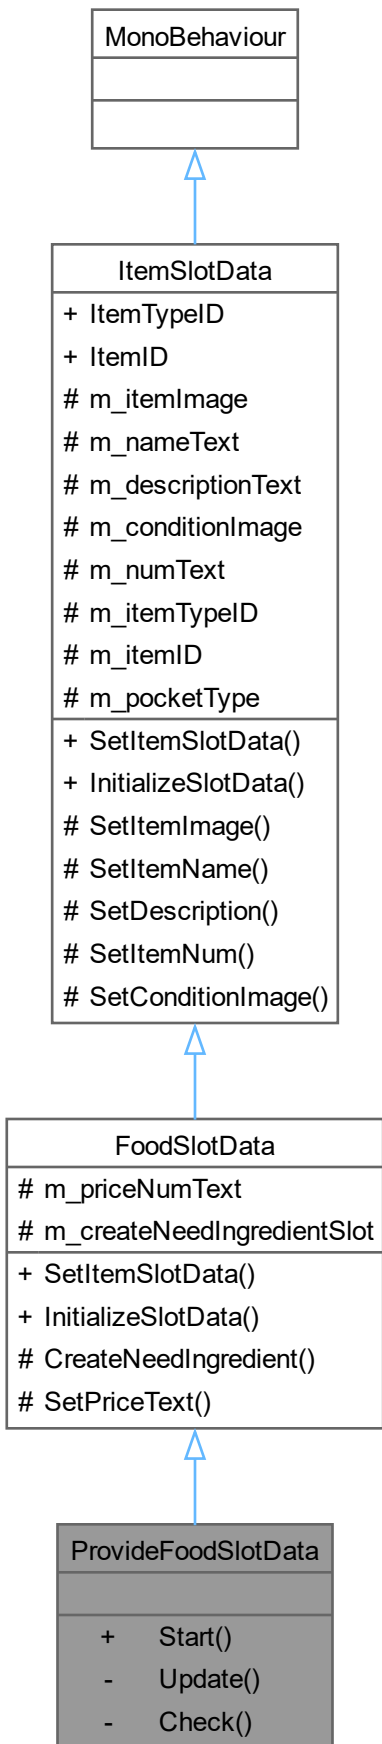 MonoBehaviour
ItemSlotData
+ ItemTypeID
+ ItemID
# m_itemImage
# m_nameText
# m_descriptionText
# m_conditionImage
# m_numText
# m_itemTypeID
# m_itemID
# m_pocketType
+ SetItemSlotData()
+ InitializeSlotData()
# SetItemImage()
# SetItemName()
# SetDescription()
# SetItemNum()
# SetConditionImage()
FoodSlotData
# m_priceNumText
# m_createNeedIngredientSlot
+ SetItemSlotData()
+ InitializeSlotData()
# CreateNeedIngredient()
# SetPriceText()
ProvideFoodSlotData
+ Start()
- Update()
- Check()